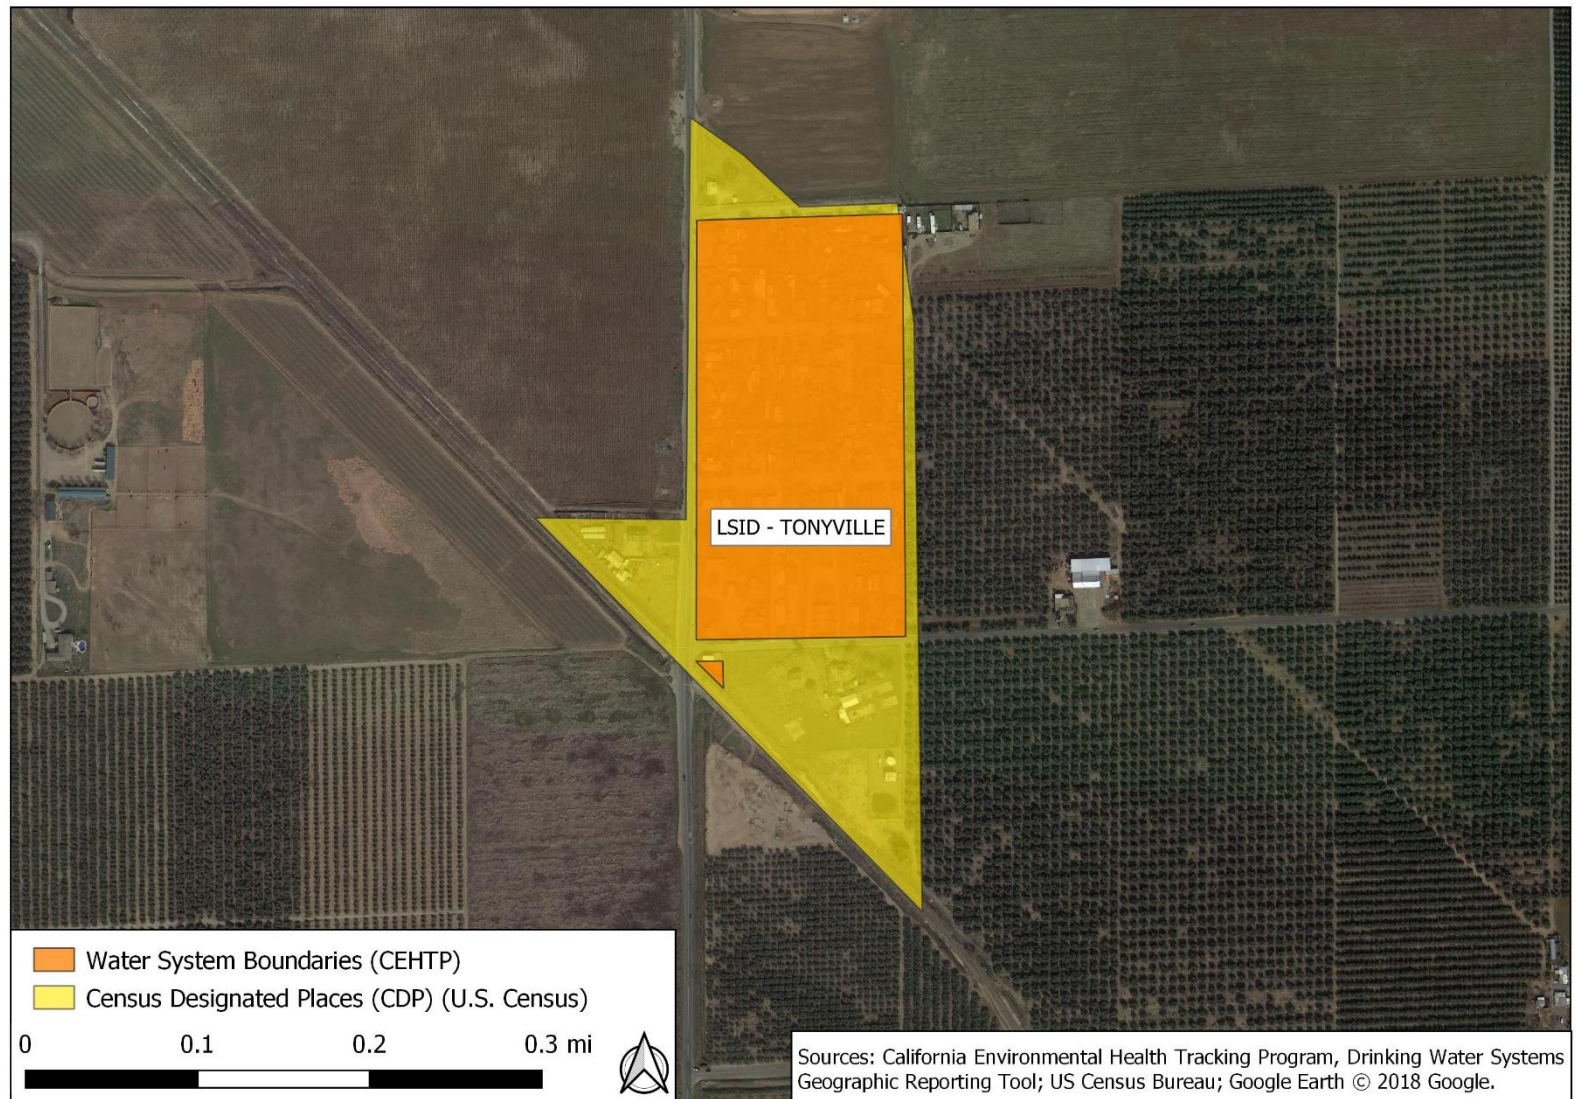 LSID - TONYVILLE
Water System Boundaries (CEHTP)
Census Designated Places (CDP) (U.S. Census)
0 0.1 0.2 0.3 mi
Sources: California Environmental Health Tracking Program, Drinking Water Systems
Geographic Reporting Tool; US Census Bureau; Google Earth © 2018 Google.